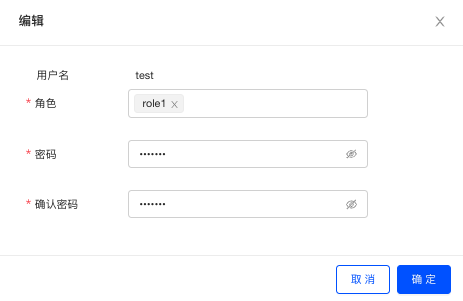 编辑
用户名 test
* 角色 role1
* 密码 •••••••
* 确认密码 •••••••
取 消 确 定